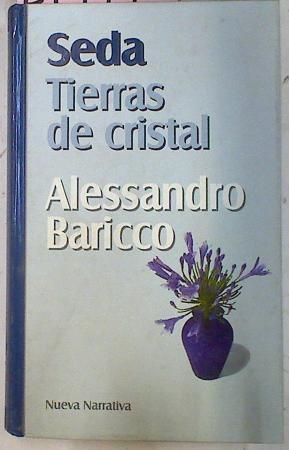 Seda
Tierras
de cristal
Alessandro
Baricco
Nueva Narrativa